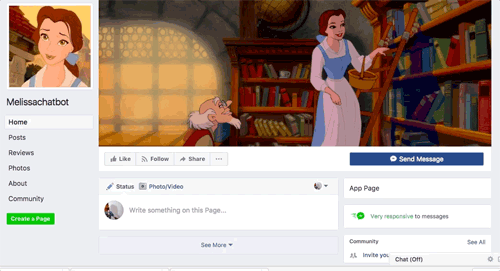 Melissachatbot
Home
Posts
Reviews
Photos
About
Community
Create a Page
Like Follow Share ...
Send Message
Status Photo/Video
Write something on this Page...
See More
App Page
Very responsive to messages
Community See All
Invite you
Chat (Off)